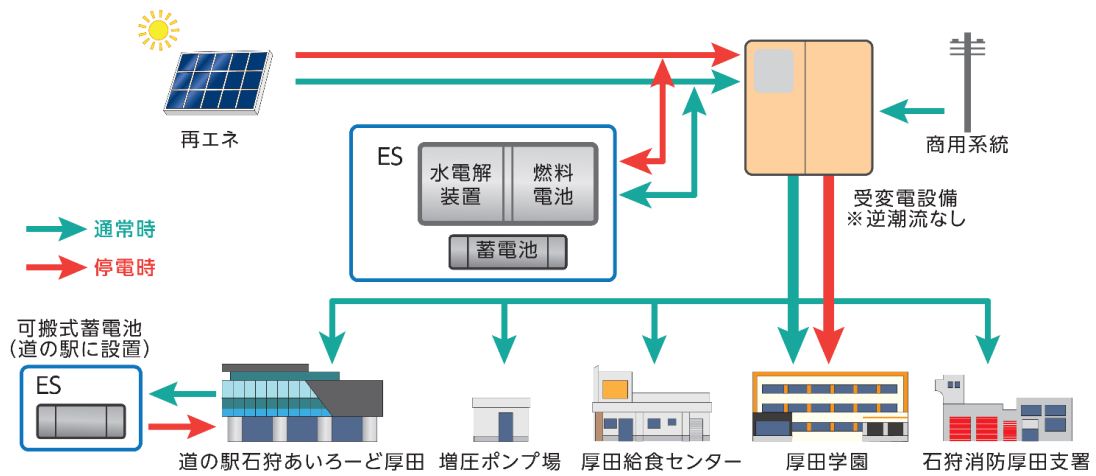 再エネ
ES
水電解
装置
燃料
電池
蓄電池
商用系統
受変電設備
※逆潮流なし
通常時
停電時
可搬式蓄電池
(道の駅に設置)
ES
道の駅石狩あいろーど厚田
増圧ポンプ場
厚田給食センター
厚田学園
石狩消防厚田支署